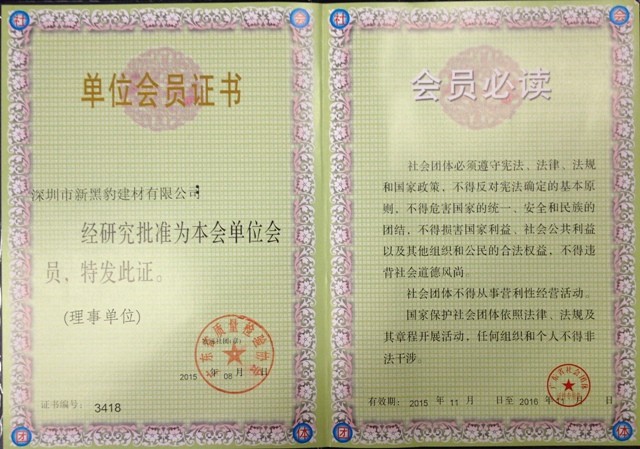 单位会员证书
深圳市新黑豹建材有限公司
经研究批准为本会单位会
员，特发此证。
(理事单位)
2015 年 08 月 日
证书编号： 3418
会员必读
社会团体必须遵守宪法、法律、法规
和国家政策，不得反对宪法确定的基本原
则，不得危害国家的统一、安全和民族的
团结，不得损害国家利益、社会公共利益
以及其他组织和公民的合法权益，不得违
背社会道德风尚。
社会团体不得从事营利性经营活动。
国家保护社会团体依照法律、法规及
其章程开展活动，任何组织和个人不得非
法干涉。
有效期： 2015 年 11 月 日至 2016 年 11 月 日